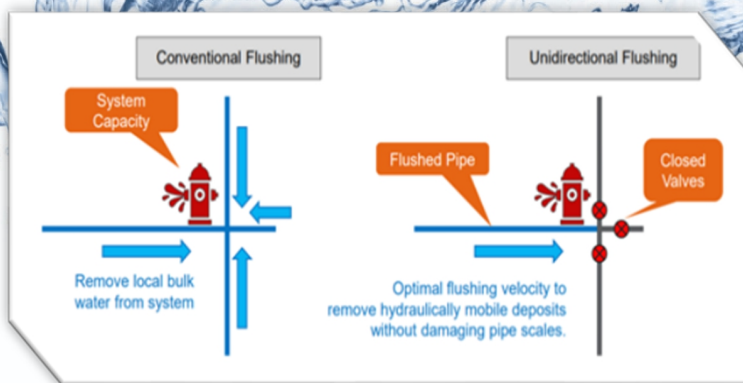 Conventional Flushing
System
Capacity
Remove local bulk
water from system
Unidirectional Flushing
Flushed Pipe
Closed
Valves
Optimal flushing velocity to
remove hydraulically mobile deposits
without damaging pipe scales.